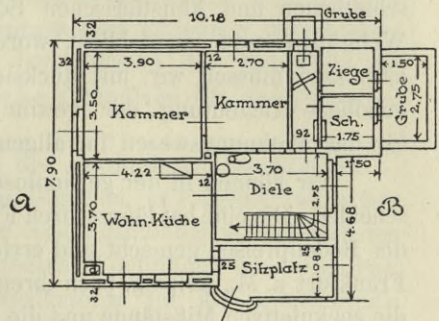 10.18
Grube
32
32
3,90
12
2,70
Ziege
1.50
Kammer
3.50
Kammer
Grube
2.75
Sch.
1.75
92
7.90
4.22
12
3,70
2.75
1.50
Diele
A
B
3.70
Wohn-Küche
4.68
25
25
Sitzplatz
1.08
32